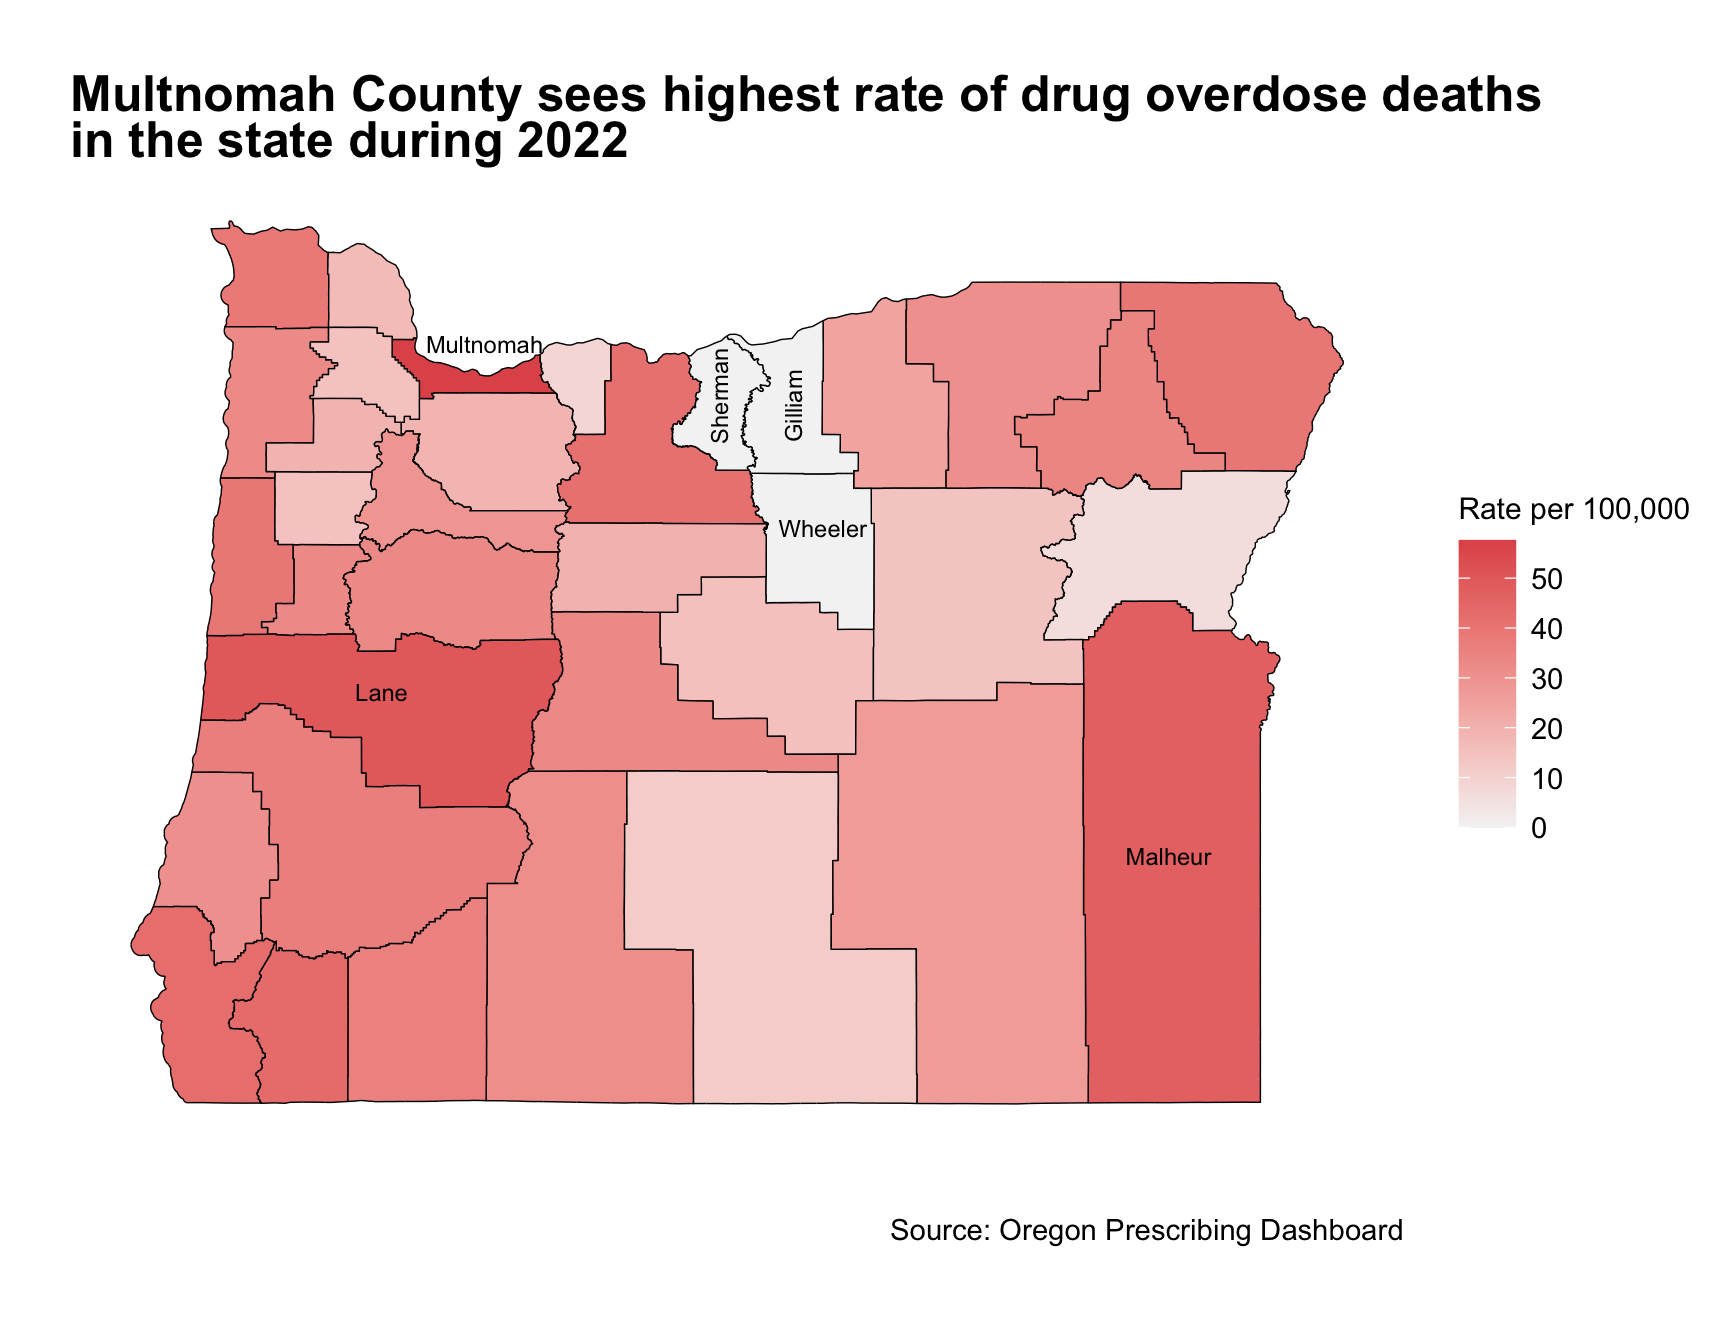 Multnomah County sees highest rate of drug overdose deaths
in the state during 2022
Multnomah
Sherman
Gilliam
Wheeler
Lane
Malheur
Rate per 100,000
50
40
30
20
10
0
Source: Oregon Prescribing Dashboard